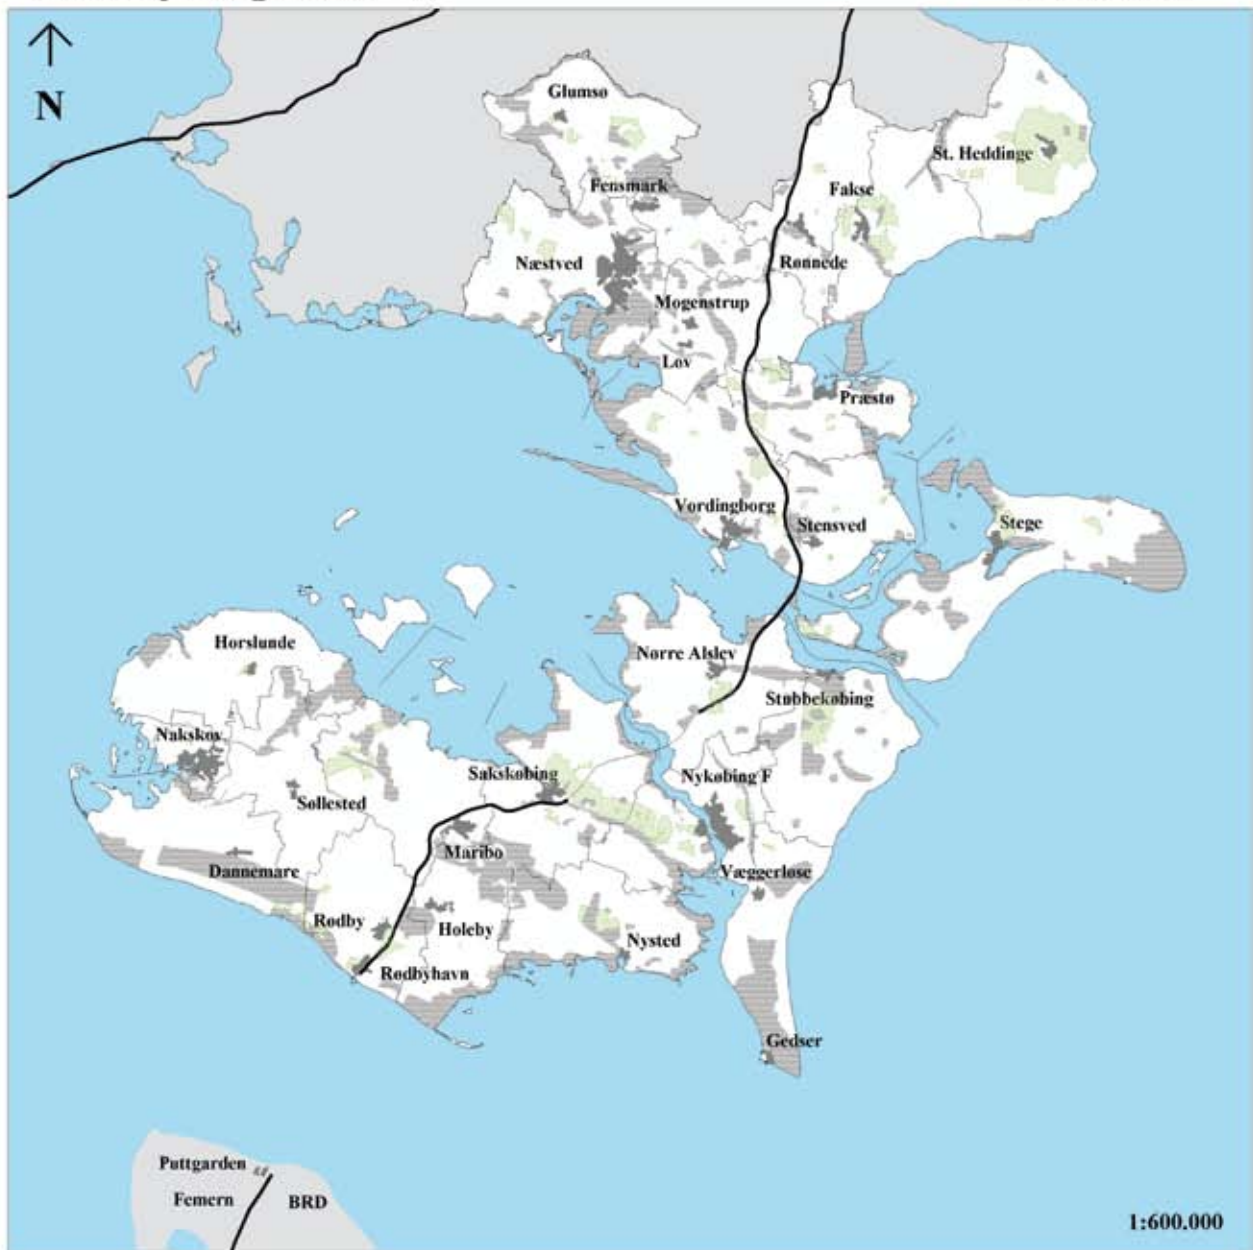 N
Glumsø
St. Heddinge
Fensmark
Fakse
Næstved
Rønnede
Mogenstrup
Lov
Præstø
Vordingborg
Stensved
Stege
Horslunde
Nørre Alslev
Stubbekøbing
Nakskov
Sakskøbing
Nykøbing F
Søllested
Maribo
Dannemare
Væggerløse
Rødby
Holeby
Nysted
Rødbyhavn
Gedser
Puttgarden
Femern
BRD
1:600.000